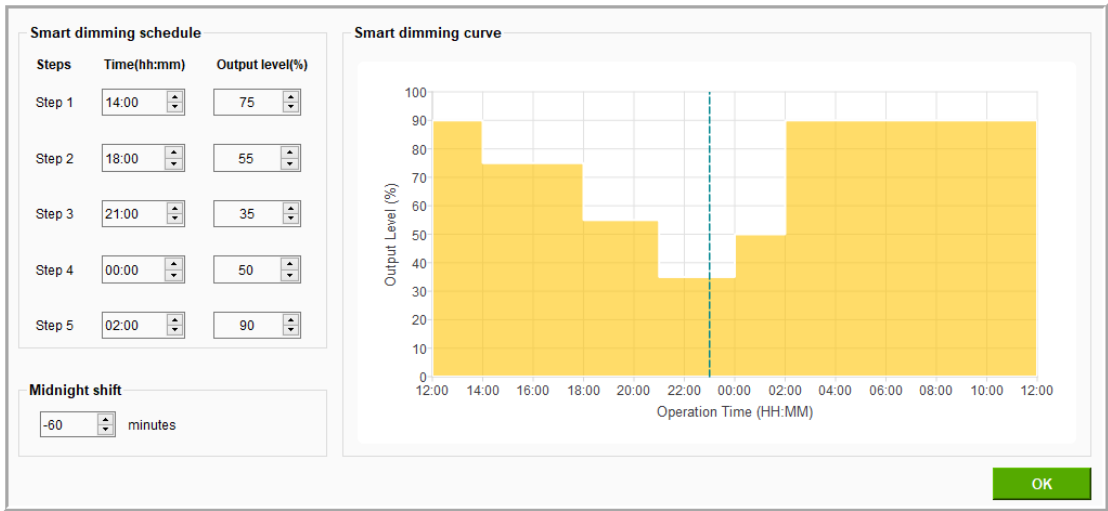 Smart dimming schedule
Steps Time(hh:mm) Output level(%)
Step 1 14:00 75
Step 2 18:00 55
Step 3 21:00 35
Step 4 00:00 50
Step 5 02:00 90
Midnight shift
-60 minutes
Smart dimming curve
100
90
80
70
60
50
40
30
20
10
0
Output Level (%)
12:00 14:00 16:00 18:00 20:00 22:00 00:00 02:00 04:00 06:00 08:00 10:00 12:00
Operation Time (HH:MM)
OK